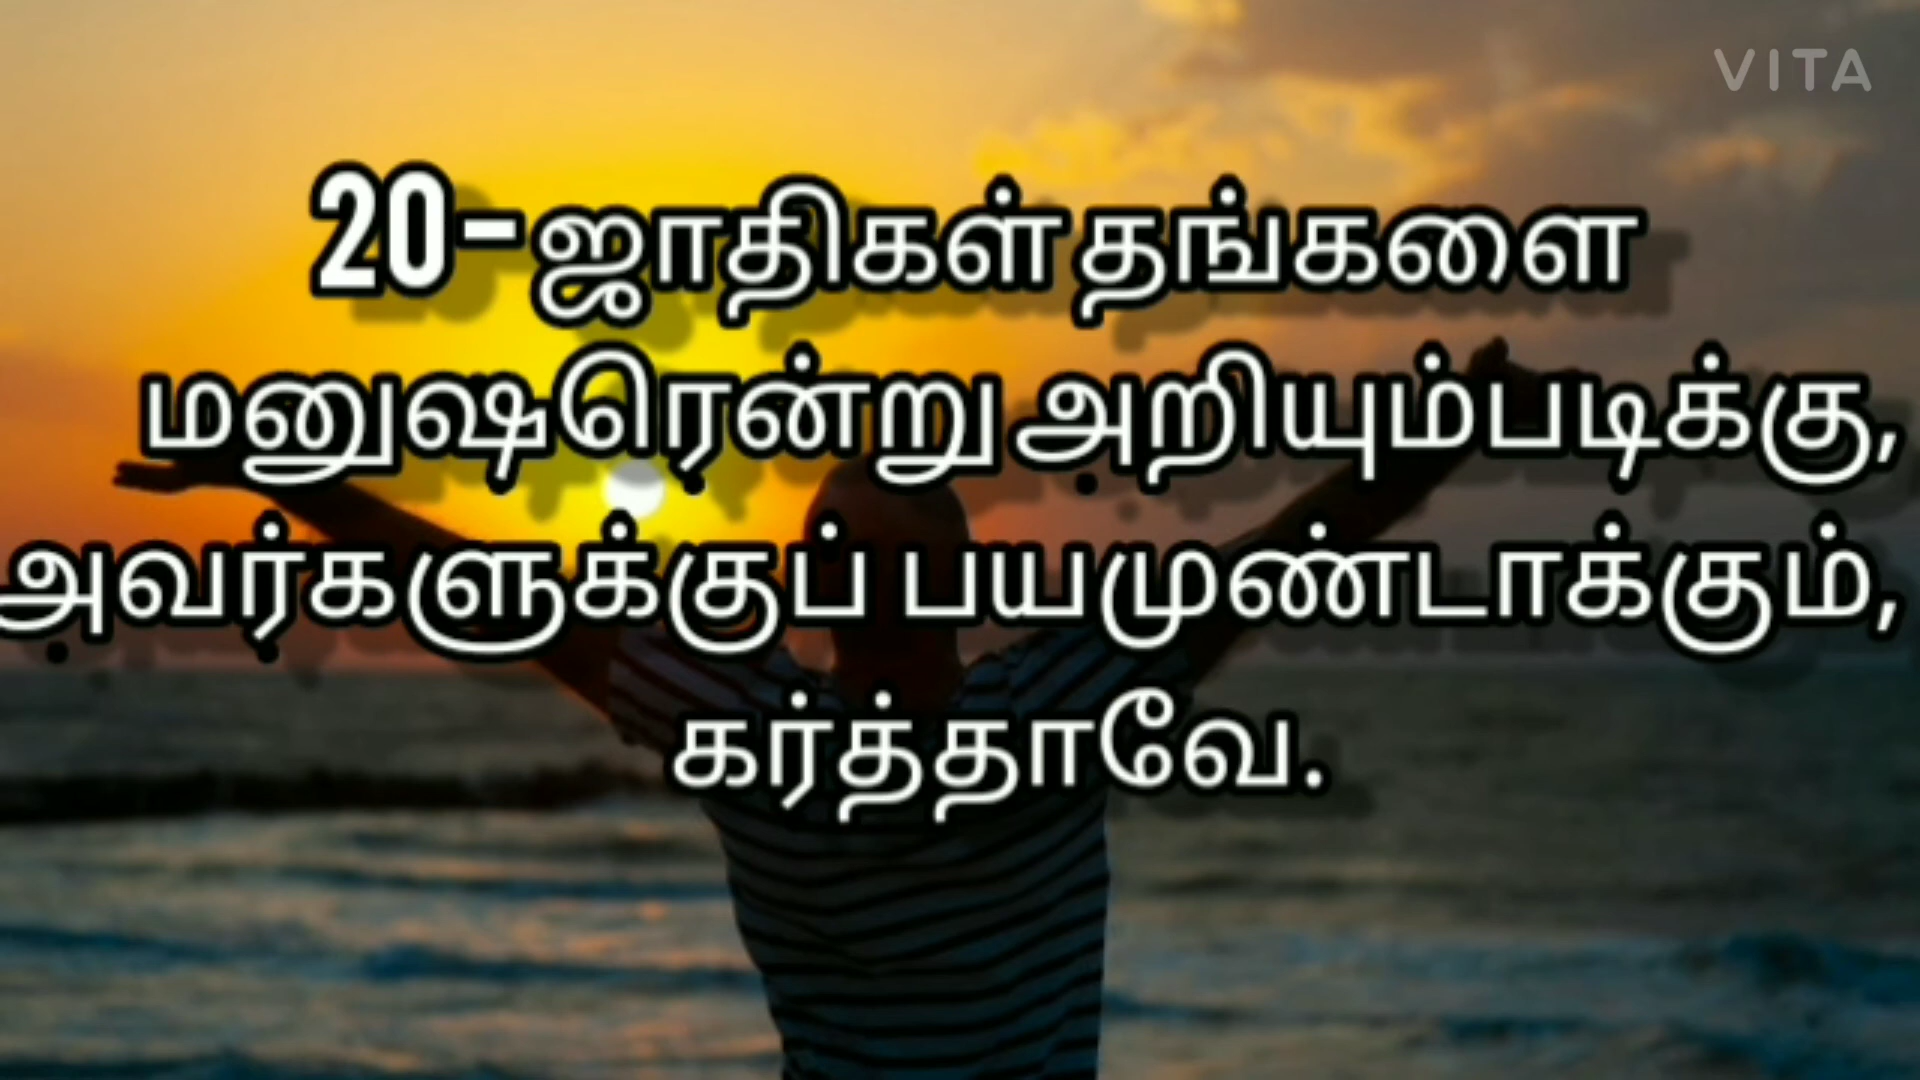 VITA
20-ஜாதிகள் தங்களை
மனுஷரென்று அறியும்படிக்கு,
அவர்களுக்குப் பயமுண்டாக்கும்,
கர்த்தாவே.